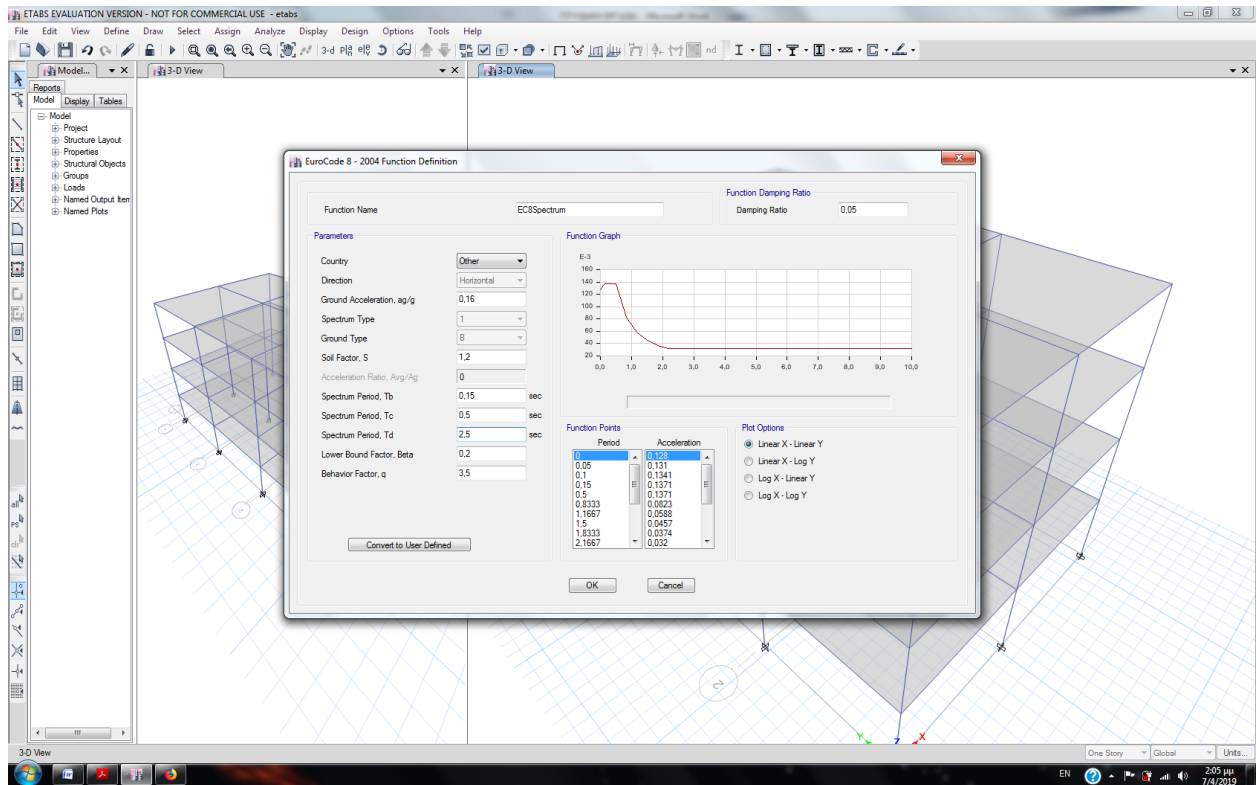 ETABS EVALUATION VERSION - NOT FOR COMMERCIAL USE - etabs
File Edit View Define Draw Select Assign Analyze Display Design Options Tools Help
3-d nd
Model...
3-D View
3-D View
Reports
Model Display Tables
Model
Project
Structure Layout
Properties
Structural Objects
Groups
Loads
Named Output Item
Named Plots
all
PS
clr
EuroCode 8 - 2004 Function Definition
Function Name EC8Spectrum
Function Damping Ratio
Damping Ratio 0,05
Parameters
Country Other
Direction Horizontal
Ground Acceleration, ag/g 0,16
Spectrum Type 1
Ground Type B
Soil Factor, S 1,2
Acceleration Ratio, Avg/Ag 0
Spectrum Period, Tb 0,15 sec
Spectrum Period, Tc 0,5 sec
Spectrum Period, Td 2,5 sec
Lower Bound Factor, Beta 0,2
Behavior Factor, q 3,5
Convert to User Defined
Function Graph
E-3
160
140
120
100
80
60
40
20
0,0 1,0 2,0 3,0 4,0 5,0 6,0 7,0 8,0 9,0 10,0
Function Points
Period Acceleration
0 0,128
0,05 0,131
0,1 0,1341
0,15 0,1371
0,5 0,1371
0,8333 0,0823
1,1667 0,0588
1,5 0,0457
1,8333 0,0374
2,1667 0,032
Plot Options
Linear X - Linear Y
Linear X - Log Y
Log X - Linear Y
Log X - Log Y
OK Cancel
2
Y Z X
3-D View
One Story Global Units...
EN
2:05 μμ
7/4/2019